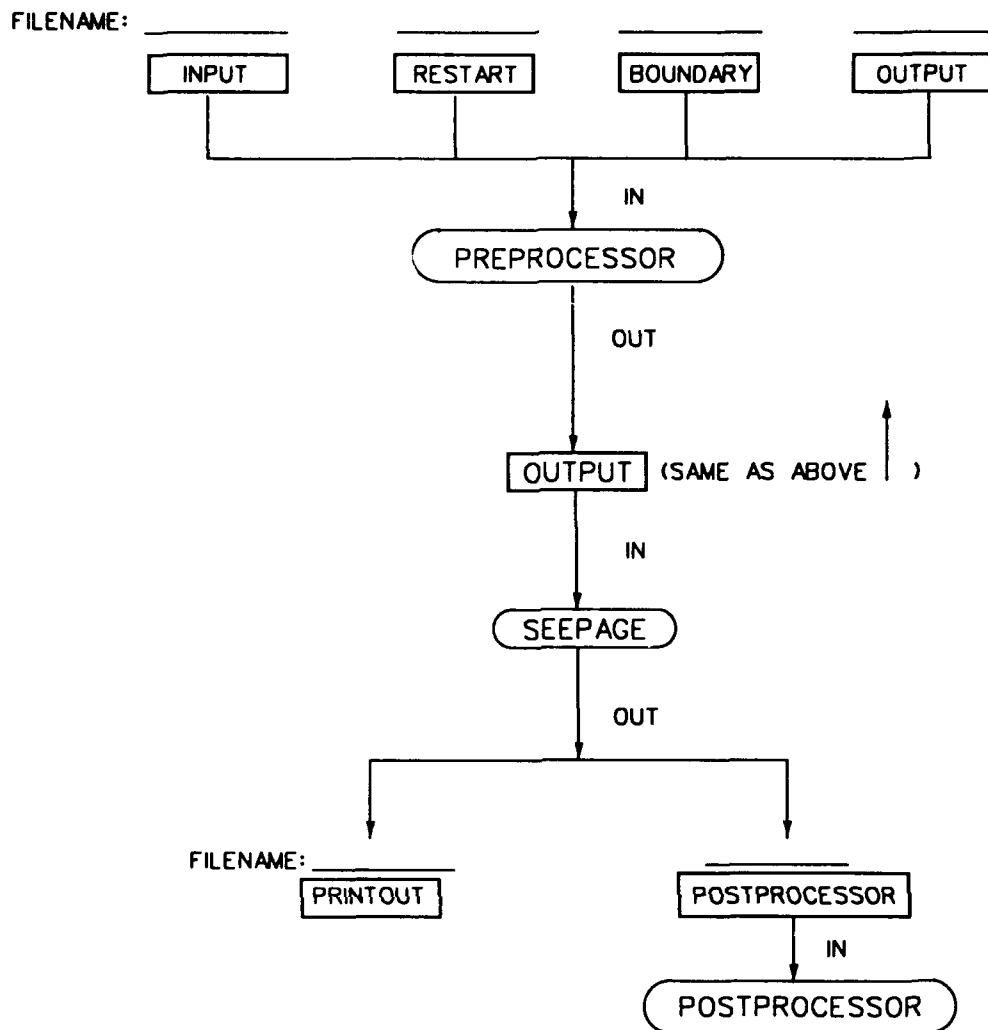 FILENAME:
INPUT RESTART BOUNDARY OUTPUT
IN
PREPROCESSOR
OUT
OUTPUT (SAME AS ABOVE )
IN
SEEPAGE
OUT
FILENAME:
PRINTOUT POSTPROCESSOR
IN
POSTPROCESSOR